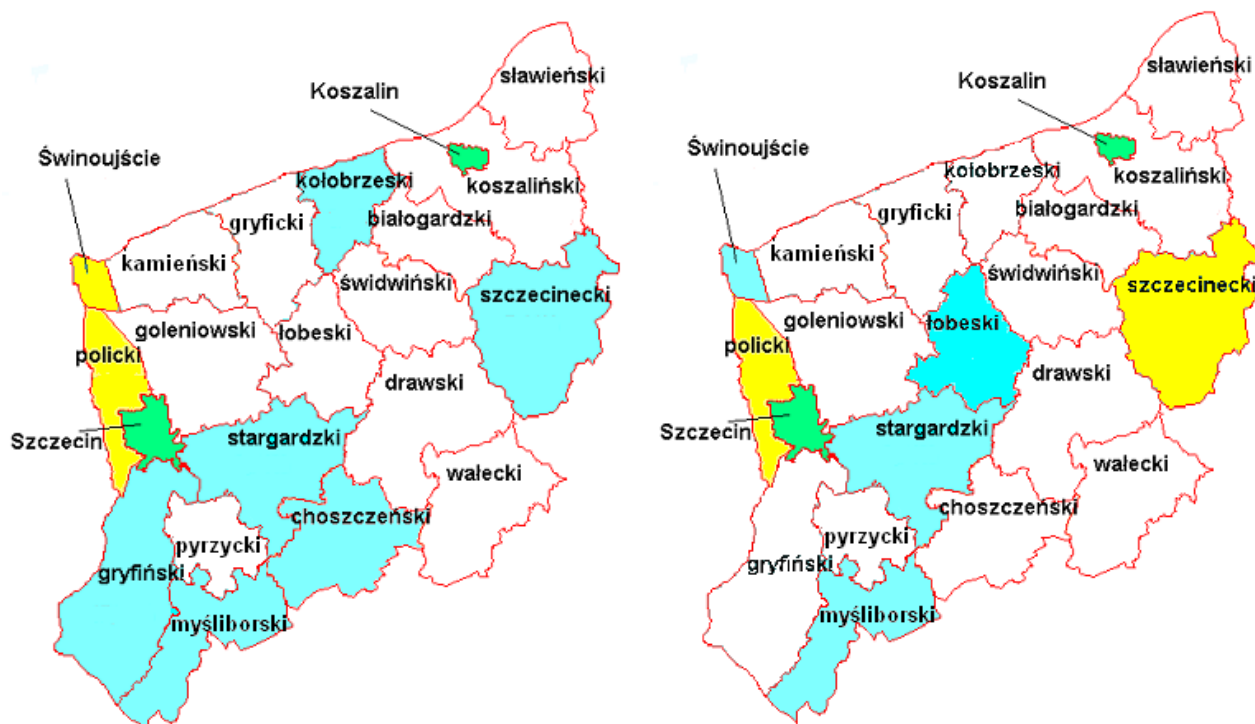 sławieński
Koszalin
Świnoujście
kołobrzeski
koszaliński
gryficki
białogardzki
kamieński
świdwiński
szczecinecki
goleniowski
łobeski
policki
drawski
Szczecin
stargardzki
wałecki
choszczeński
pyrzycki
gryfiński
myśliborski
sławieński
Koszalin
Świnoujście
kołobrzeski
koszaliński
gryficki
białogardzki
kamieński
świdwiński
szczecinecki
goleniowski
łobeski
policki
drawski
Szczecin
stargardzki
wałecki
choszczeński
pyrzycki
gryfiński
myśliborski